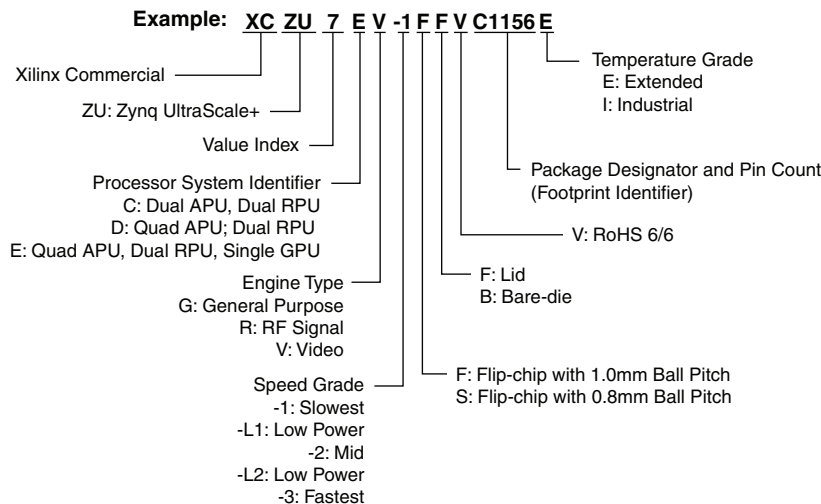 Example: XC ZU 7 E V -1 F F V C1156 E
Xilinx Commercial
ZU: Zynq UltraScale+
Value Index
Processor System Identifier
C: Dual APU, Dual RPU
D: Quad APU; Dual RPU
E: Quad APU, Dual RPU, Single GPU
Engine Type
G: General Purpose
R: RF Signal
V: Video
Speed Grade
-1: Slowest
-L1: Low Power
-2: Mid
-L2: Low Power
-3: Fastest
Temperature Grade
E: Extended
I: Industrial
Package Designator and Pin Count
(Footprint Identifier)
V: RoHS 6/6
F: Lid
B: Bare-die
F: Flip-chip with 1.0mm Ball Pitch
S: Flip-chip with 0.8mm Ball Pitch